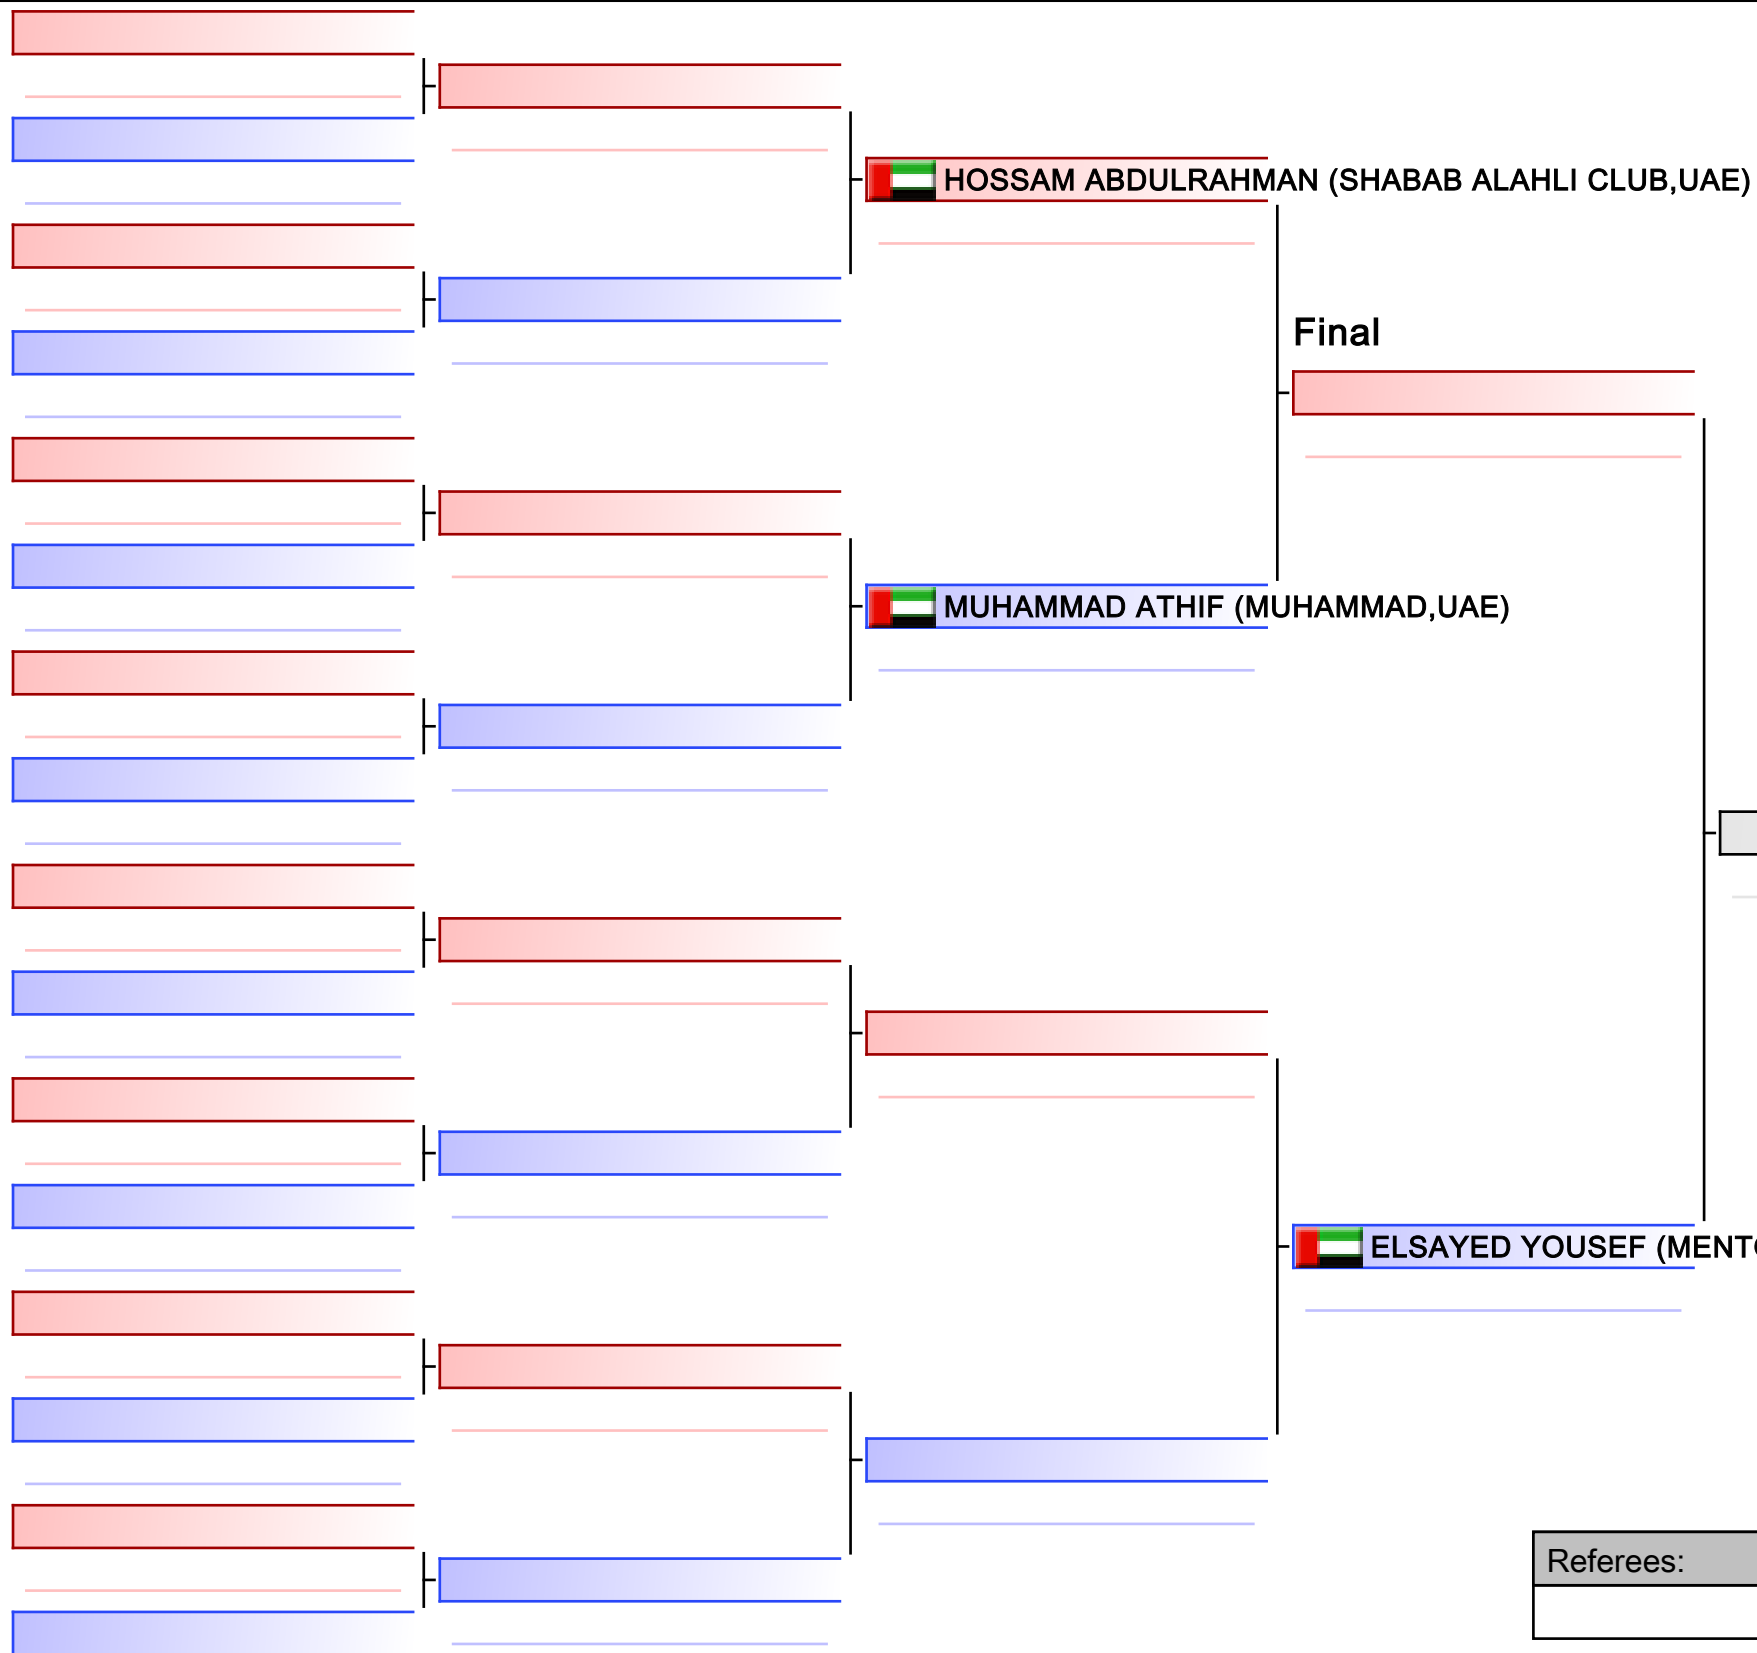 HOSSAM ABDULRAHMAN (SHABAB ALAHLI CLUB,UAE)
Final
MUHAMMAD ATHIF (MUHAMMAD,UAE)
ELSAYED YOUSEF
Referees: